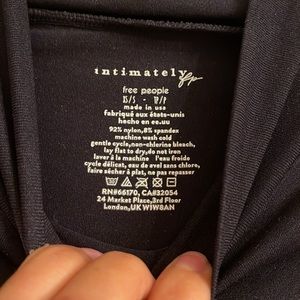 intimately fp
free people
XS/S - TP/P
made in usa
fabriqué aux états-unis
hecho en ee.uu
92% nylon,8% spandex
machine wash cold
gentle cycle,non-chlorine bleach,
lay flat to dry,do not iron
laver à la machine l'eau froide
cycle délicat, eau de evel sans chlore,
faire sécher à plat, ne pas repasser
RN#66170, CA#32054
24 Market Place,3rd Floor
London,UK W1W8AN